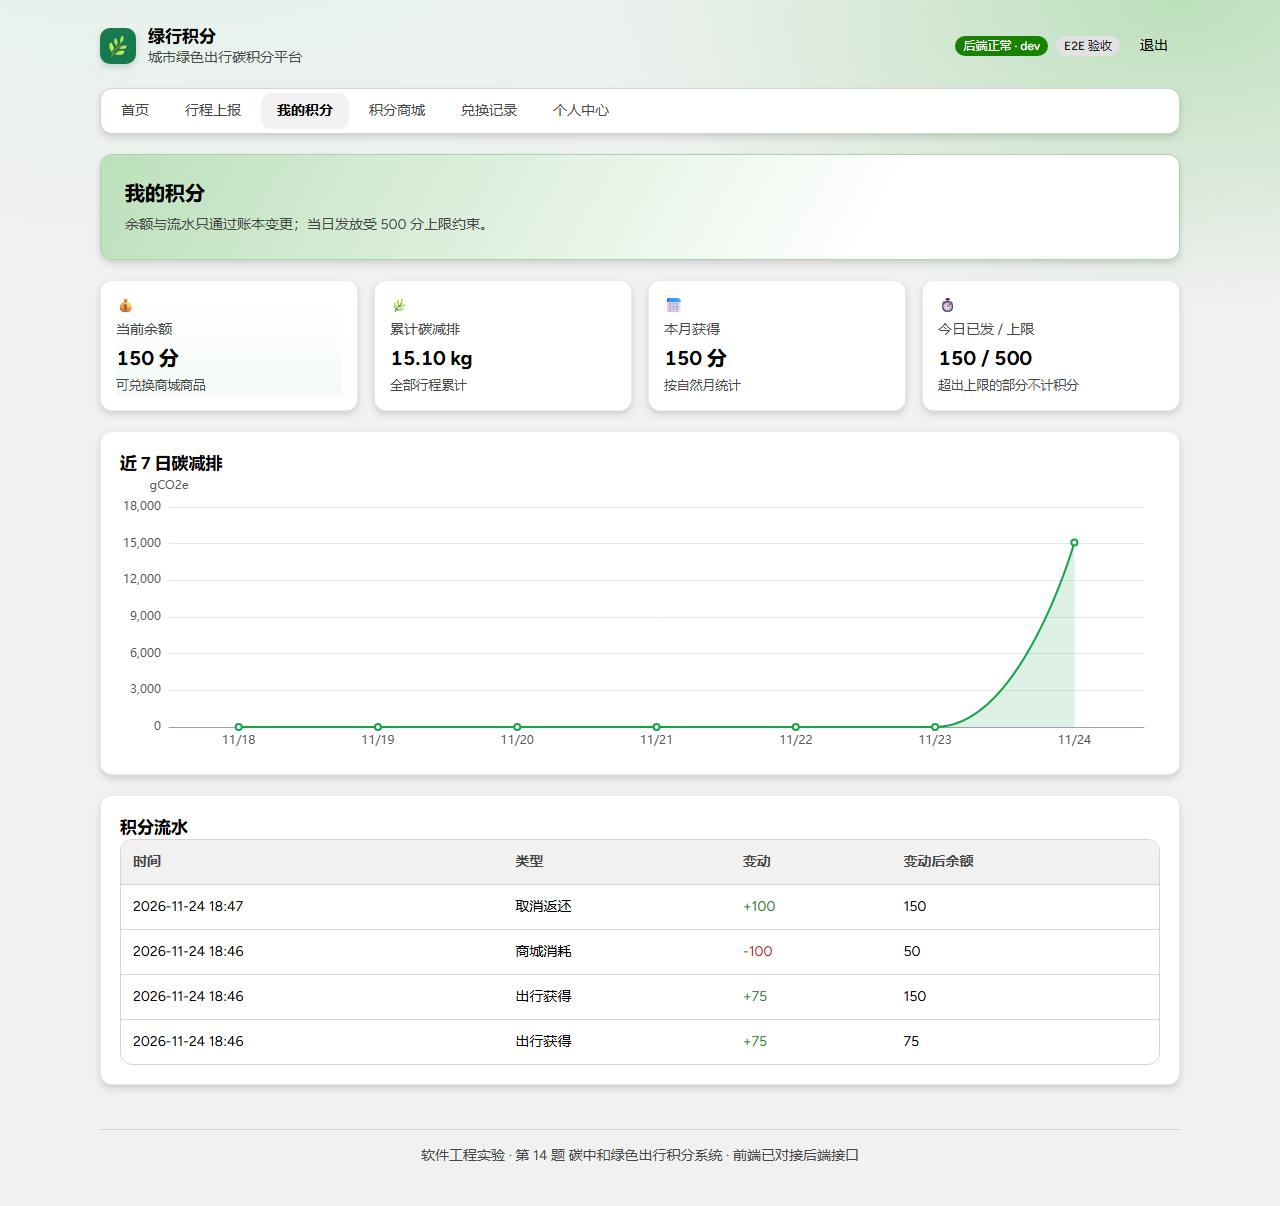 绿行积分
城市绿色出行碳积分平台
后端正常 · dev
E2E 验收
退出
首页
行程上报
我的积分
积分商城
兑换记录
个人中心
我的积分
余额与流水只通过账本变更；当日发放受 500 分上限约束。
当前余额
150 分
可兑换商城商品
累计碳减排
15.10 kg
全部行程累计
本月获得
150 分
按自然月统计
今日已发 / 上限
150 / 500
超出上限的部分不计积分
近 7 日碳减排
gCO2e
18,000
15,000
12,000
9,000
6,000
3,000
0
11/18 11/19 11/20 11/21 11/22 11/23 11/24
积分流水
时间 类型 变动 变动后余额
2026-11-24 18:47 取消返还 +100 150
2026-11-24 18:46 商城消耗 -100 50
2026-11-24 18:46 出行获得 +75 150
2026-11-24 18:46 出行获得 +75 75
软件工程实验 · 第 14 题 碳中和绿色出行积分系统 · 前端已对接后端接口